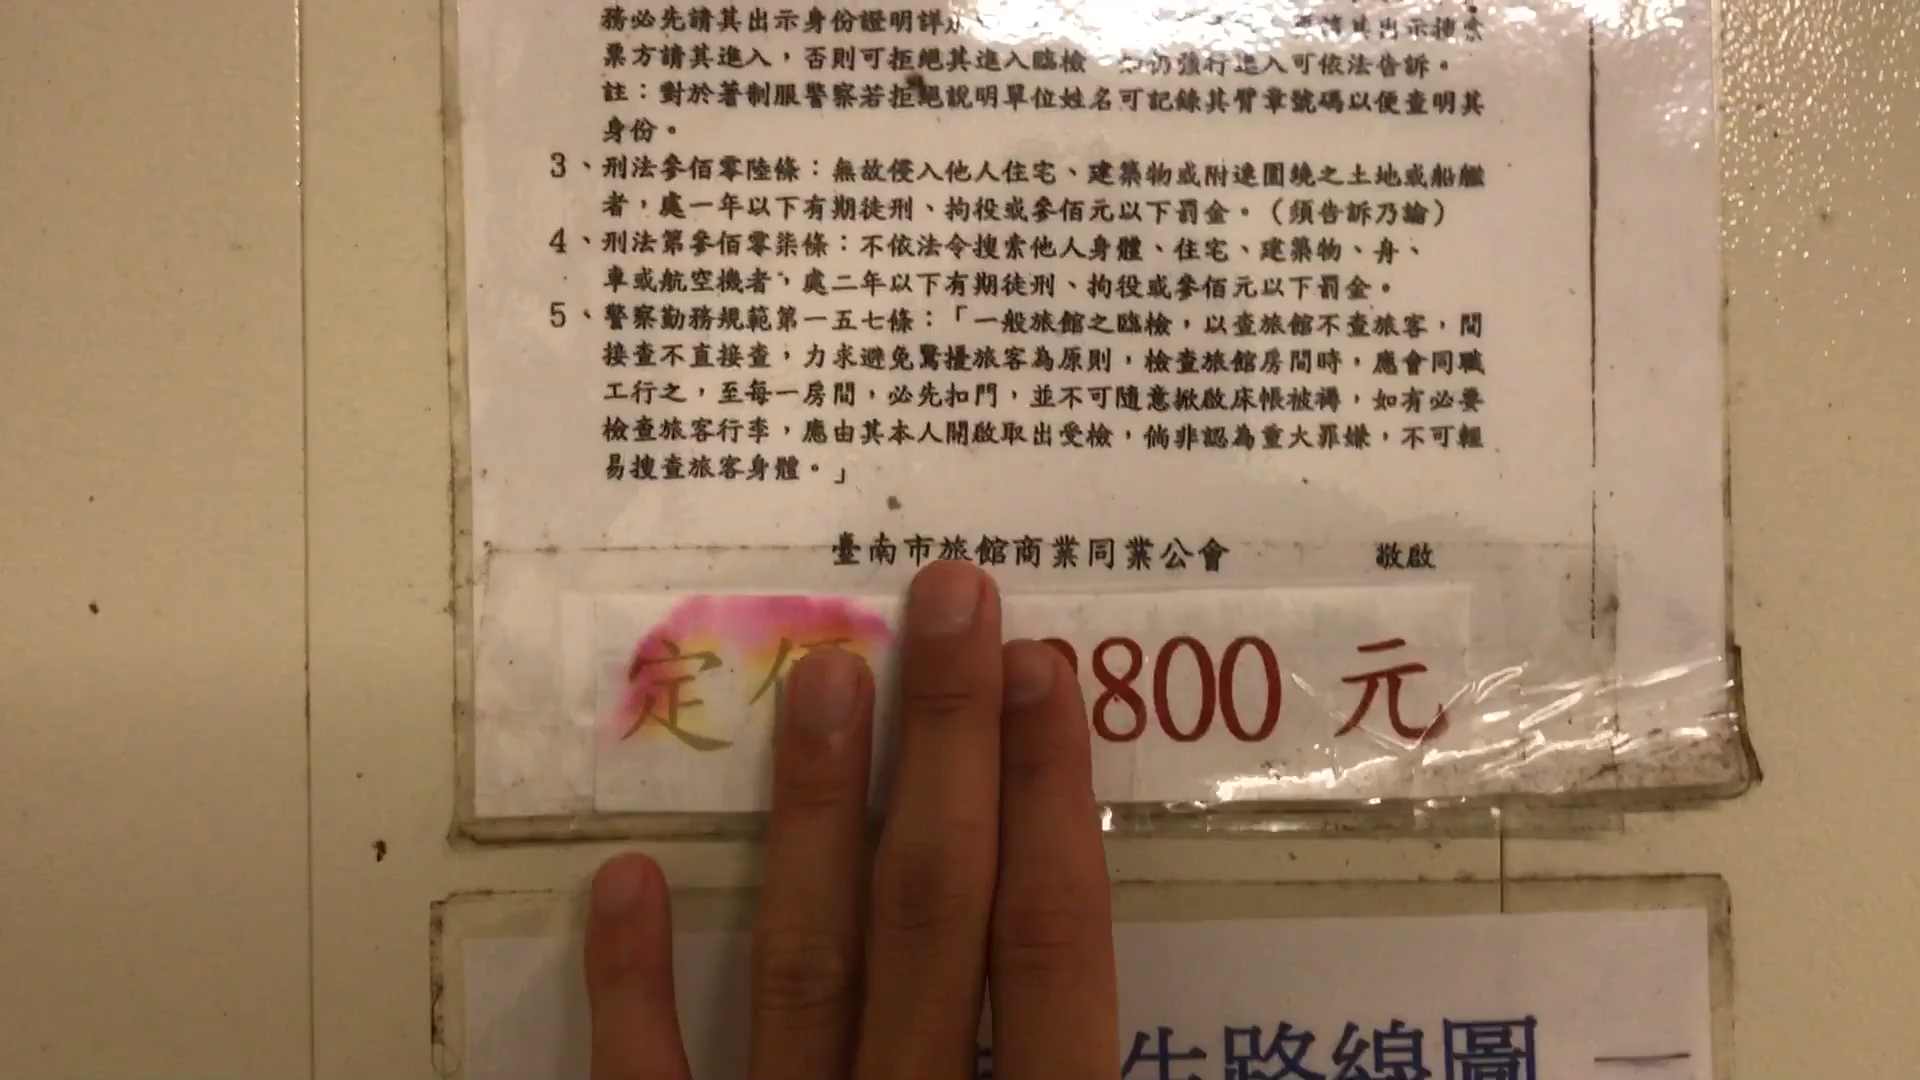 務必先請其出示身份證明詳
請其出示搜索
票方請其進入，否則可拒絕其進入臨檢 如仍強行進入可依法告訴。
註：對於著制服警察若拒絕說明單位姓名可記錄其臂章號碼以便查明其
身份。
3、刑法參佰零陸條：無故侵入他人住宅、建築物或附連圍繞之土地或船艦
者，處一年以下有期徒刑、拘役或參佰元以下罰金。（須告訴乃論）
4、刑法第參佰零柒條：不依法令搜索他人身體、住宅、建築物、舟、
車或航空機者，處二年以下有期徒刑、拘役或參佰元以下罰金。
5、警察勤務規範第一五七條：「一般旅館之臨檢，以查旅館不查旅客，間
接查不直接查，力求避免驚擾旅客為原則，檢查旅館房間時，應會同職
工行之，至每一房間，必先扣門，並不可隨意掀啟床帳被褥，如有必要
檢查旅客行李，應由其本人開啟取出受檢，倘非認為重大罪嫌，不可輕
易搜查旅客身體。」
臺南市旅館商業同業公會 敬啟
定價 800 元
生路線圖